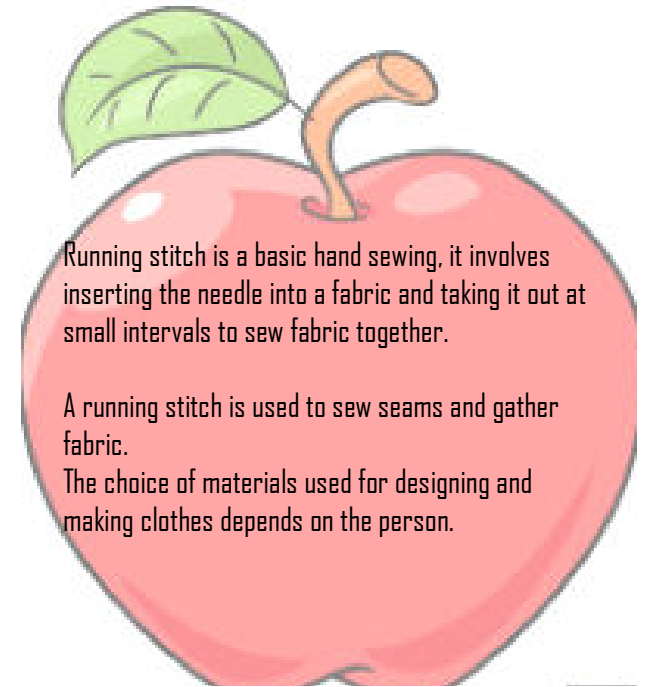 Running stitch is a basic hand sewing, it involves
inserting the needle into a fabric and taking it out at
small intervals to sew fabric together.
A running stitch is used to sew seams and gather
fabric.
The choice of materials used for designing and
making clothes depends on the person.